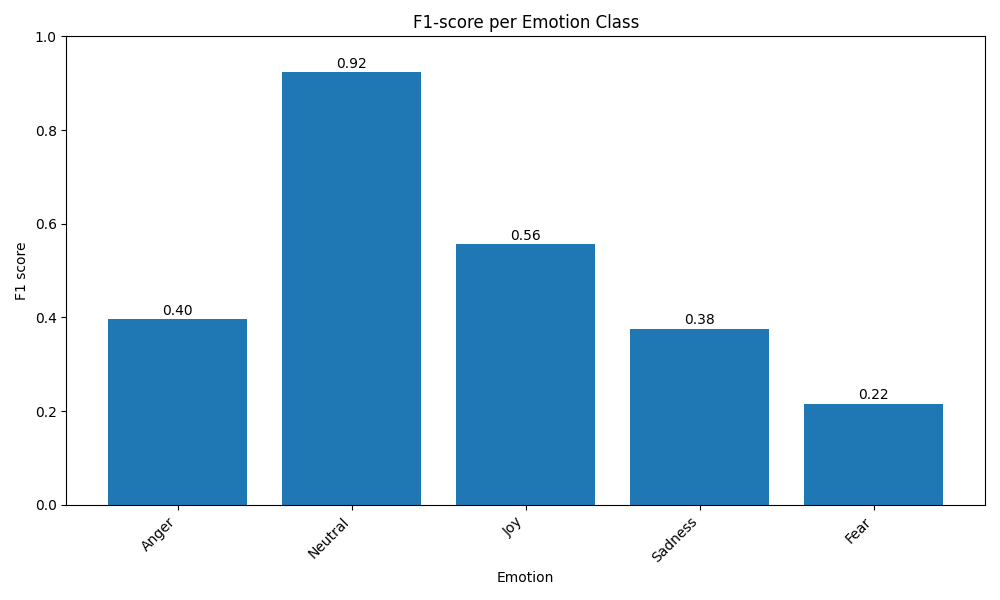 F1-score per Emotion Class
F1 score
1.0
0.8
0.6
0.4
0.2
0.0
0.40
0.92
0.56
0.38
0.22
Anger
Neutral
Joy
Sadness
Fear
Emotion